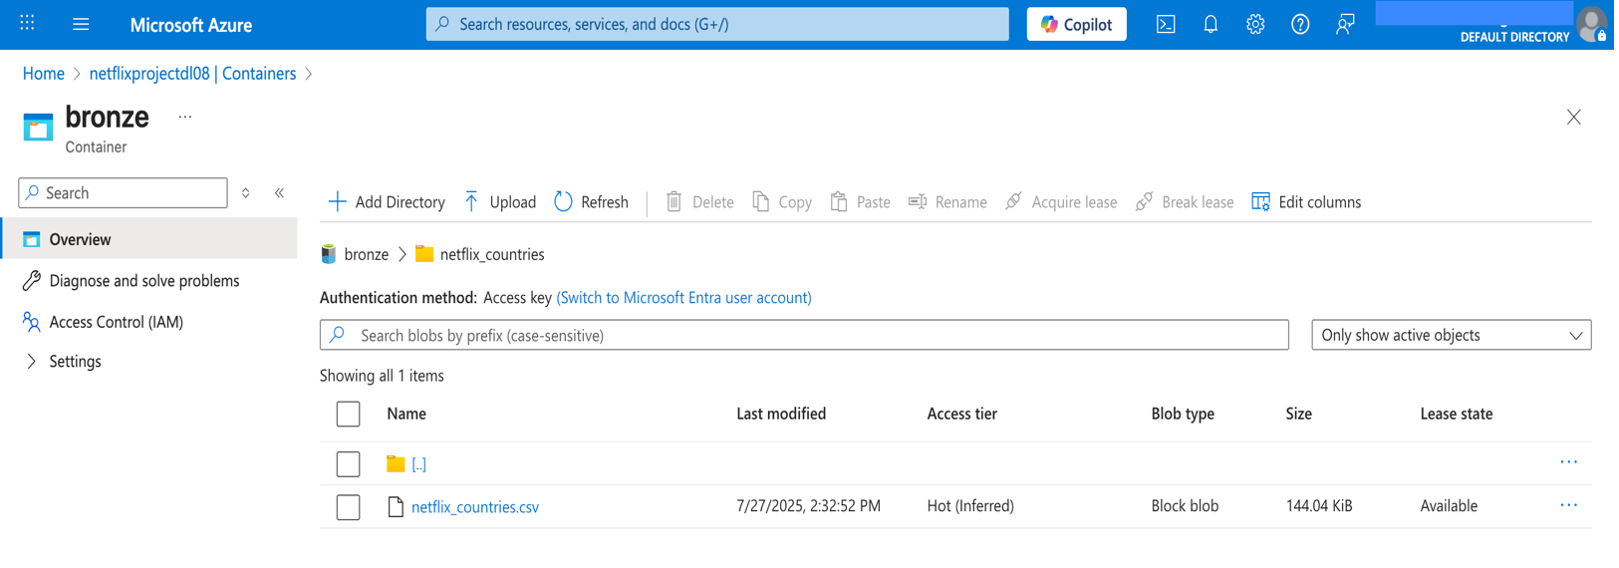 Microsoft Azure
Search resources, services, and docs (G+/)
Copilot
DEFAULT DIRECTORY
Home > netflixprojectdl08 | Containers >
bronze ...
Container
Search
Overview
Diagnose and solve problems
Access Control (IAM)
Settings
Add Directory Upload Refresh Delete Copy Paste Rename Acquire lease Break lease Edit columns
bronze > netflix_countries
Authentication method: Access key (Switch to Microsoft Entra user account)
Search blobs by prefix (case-sensitive)
Only show active objects
Showing all 1 items
Name Last modified Access tier Blob type Size Lease state
[..] ...
netflix_countries.csv 7/27/2025, 2:32:52 PM Hot (Inferred) Block blob 144.04 KiB Available ...